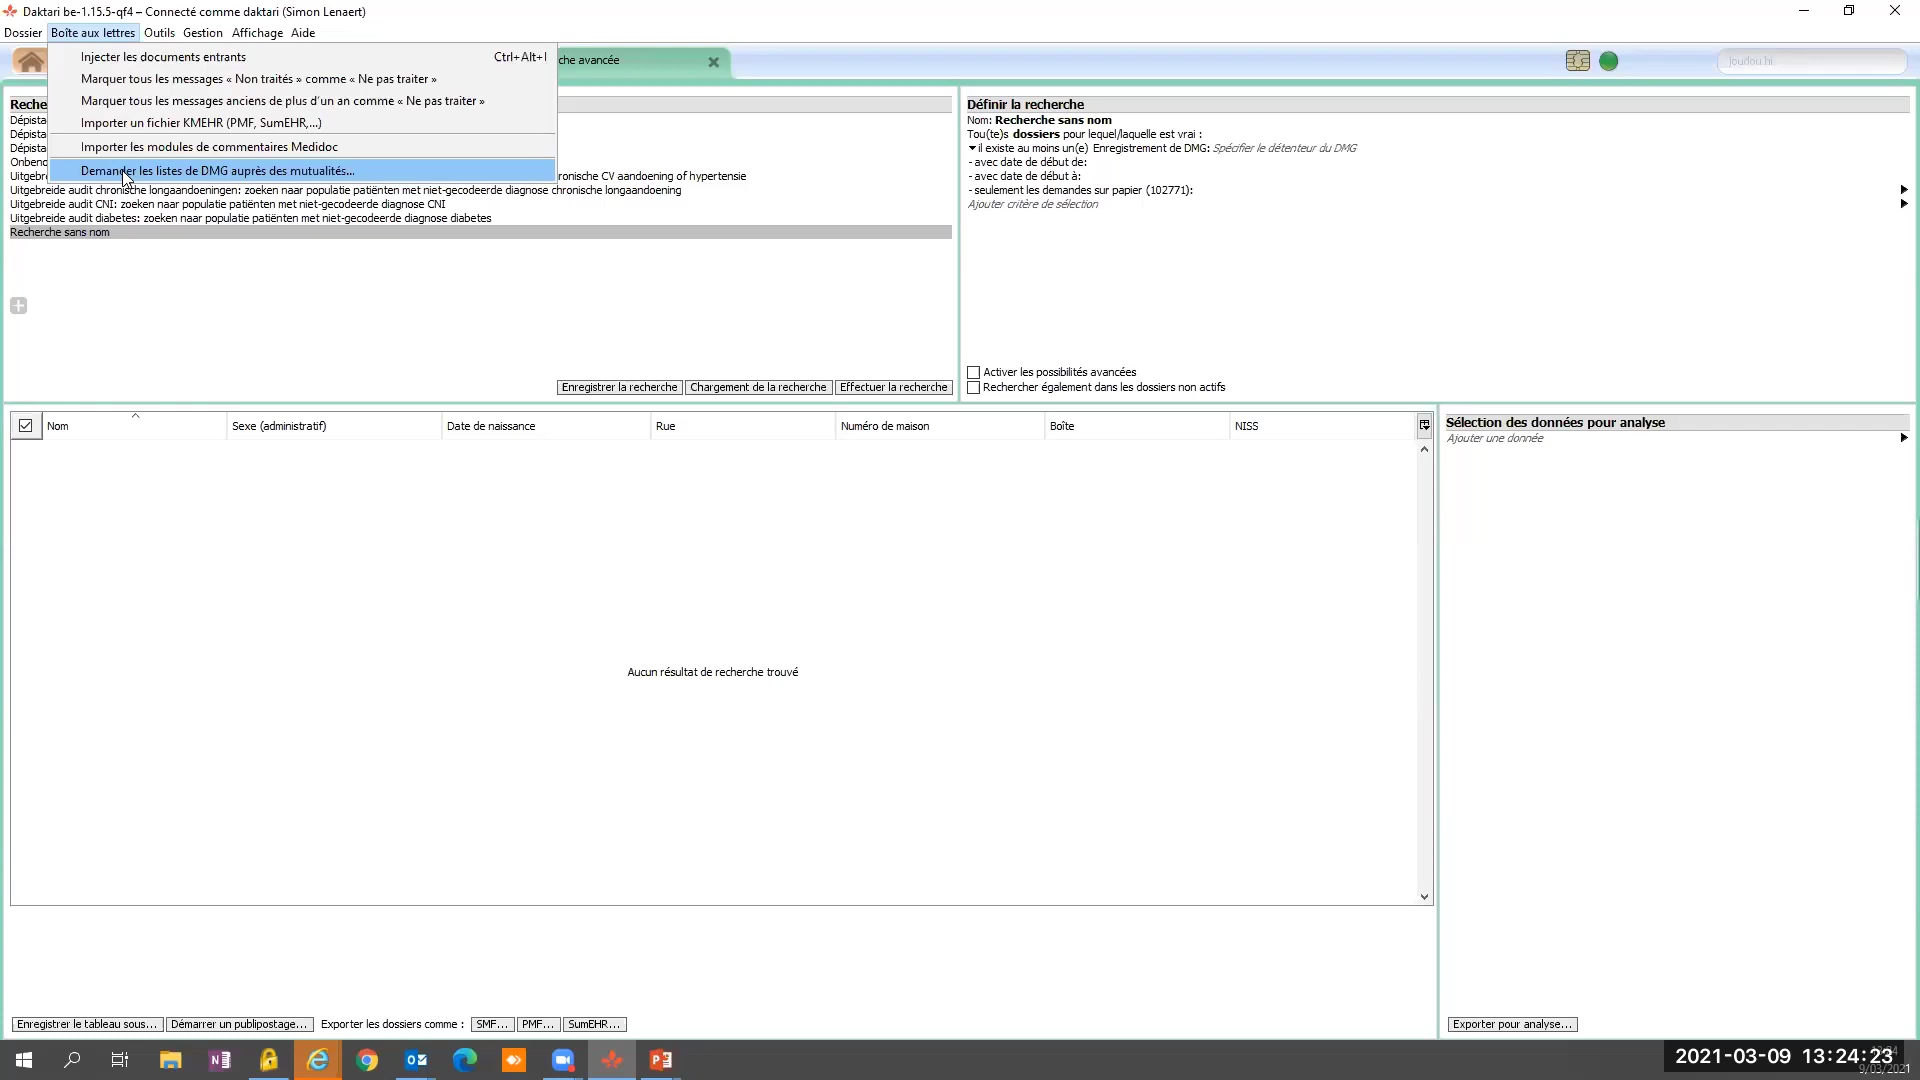 Daktari be-1.15.5-qf4 – Connecté comme daktari (Simon Lenaert)
Dossier Boîte aux lettres Outils Gestion Affichage Aide
Injecter les documents entrants Ctrl+Alt+I
Marquer tous les messages « Non traités » comme « Ne pas traiter »
Marquer tous les messages anciens de plus d'un an comme « Ne pas traiter »
Importer un fichier KMEHR (PMF, SumEHR,...)
Importer les modules de commentaires Medidoc
Demander les listes de DMG auprès des mutualités...
che avancée
joudou hi
Reche
Dépista
Dépista
Dépista
Onbenc
Uitgebre
ronische CV aandoening of hypertensie
Uitgebreide audit chronische longaandoeningen: zoeken naar populatie patiënten met niet-gecodeerde diagnose chronische longaandoening
Uitgebreide audit CNI: zoeken naar populatie patiënten met niet-gecodeerde diagnose CNI
Uitgebreide audit diabetes: zoeken naar populatie patiënten met niet-gecodeerde diagnose diabetes
Recherche sans nom
Enregistrer la recherche Chargement de la recherche Effectuer la recherche
Définir la recherche
Nom: Recherche sans nom
Tou(te)s dossiers pour lequel/laquelle est vrai :
il existe au moins un(e) Enregistrement de DMG: Spécifier le détenteur du DMG
- avec date de début de:
- avec date de début à:
- seulement les demandes sur papier (102771):
Ajouter critère de sélection
Activer les possibilités avancées
Rechercher également dans les dossiers non actifs
Nom Sexe (administratif) Date de naissance Rue Numéro de maison Boîte NISS
Aucun résultat de recherche trouvé
Sélection des données pour analyse
Ajouter une donnée
Enregistrer le tableau sous... Démarrer un publipostage... Exporter les dossiers comme : SMF... PMF... SumEHR...
Exporter pour analyse...
2021-03-09 13:24:23
9/03/2021